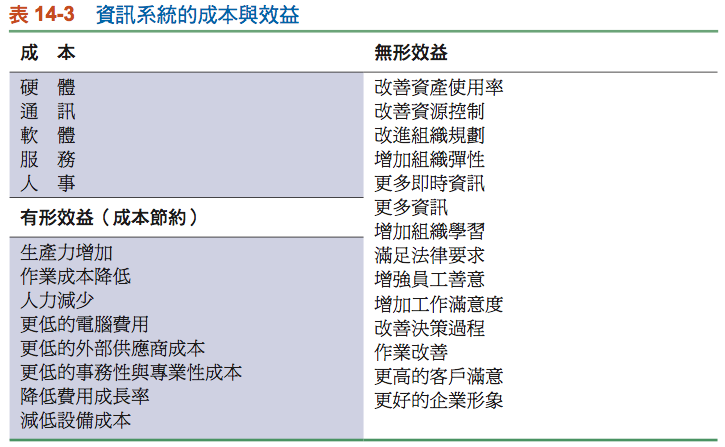 表 14-3 資訊系統的成本與效益
成 本
硬 體
通 訊
軟 體
服 務
人 事
有形效益（成本節約）
生產力增加
作業成本降低
人力減少
更低的電腦費用
更低的外部供應商成本
更低的事務性與專業性成本
降低費用成長率
減低設備成本
無形效益
改善資產使用率
改善資源控制
改進組織規劃
增加組織彈性
更多即時資訊
更多資訊
增加組織學習
滿足法律要求
增強員工善意
增加工作滿意度
改善決策過程
作業改善
更高的客戶滿意
更好的企業形象